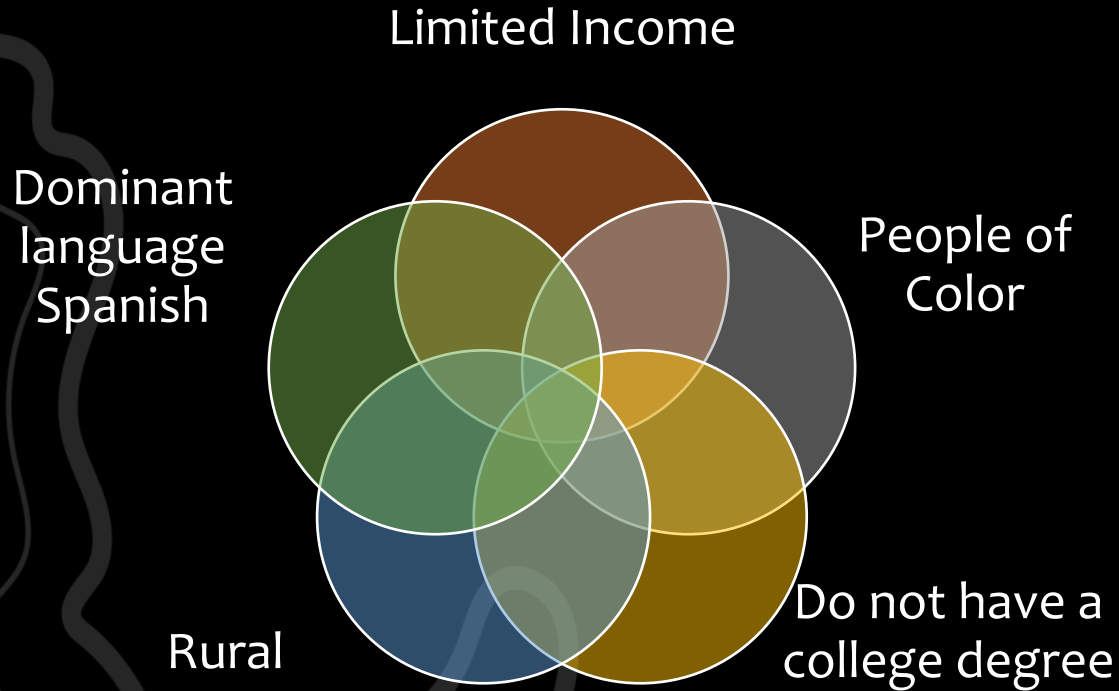 Limited Income
Dominant
language
Spanish
People of
Color
Rural
Do not have a
college degree